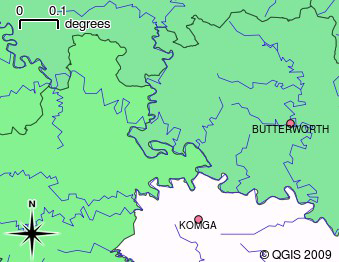 0 0.1
degrees
BUTTERWORTH
KOMGA
N
© QGIS 2009